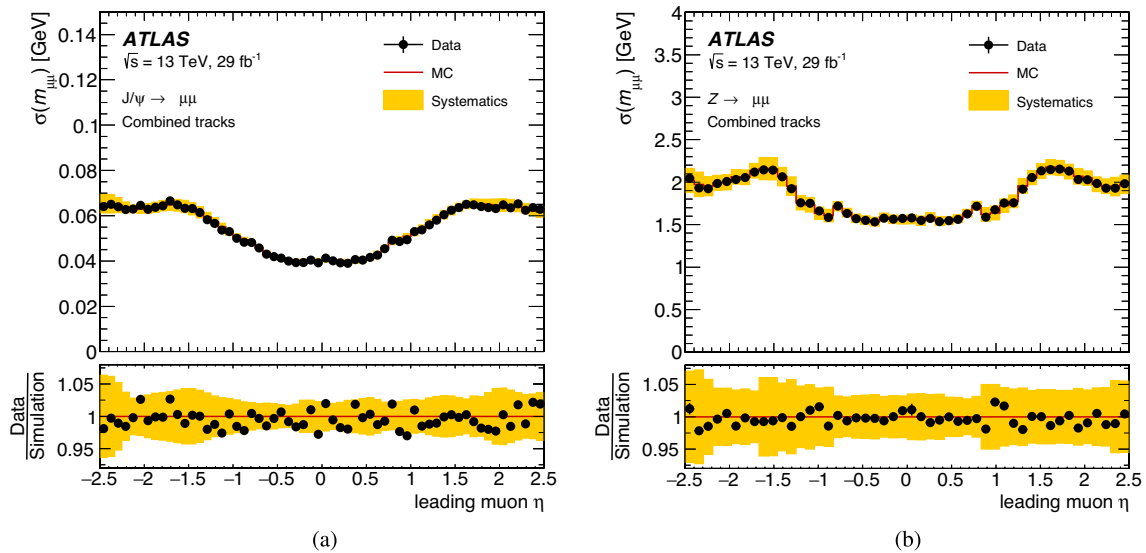 σ(m_μμ) [GeV]
0.14
0.12
0.1
0.08
0.06
0.04
0.02
0
ATLAS
√s = 13 TeV, 29 fb⁻¹
J/ψ → μμ
Combined tracks
Data
MC
Systematics
Data
Simulation
1.05
1
0.95
−2.5 −2 −1.5 −1 −0.5 0 0.5 1 1.5 2 2.5
leading muon η
(a)
σ(m_μμ) [GeV]
4
3.5
3
2.5
2
1.5
1
0.5
0
ATLAS
√s = 13 TeV, 29 fb⁻¹
Z → μμ
Combined tracks
Data
MC
Systematics
Data
Simulation
1.05
1
0.95
−2.5 −2 −1.5 −1 −0.5 0 0.5 1 1.5 2 2.5
leading muon η
(b)